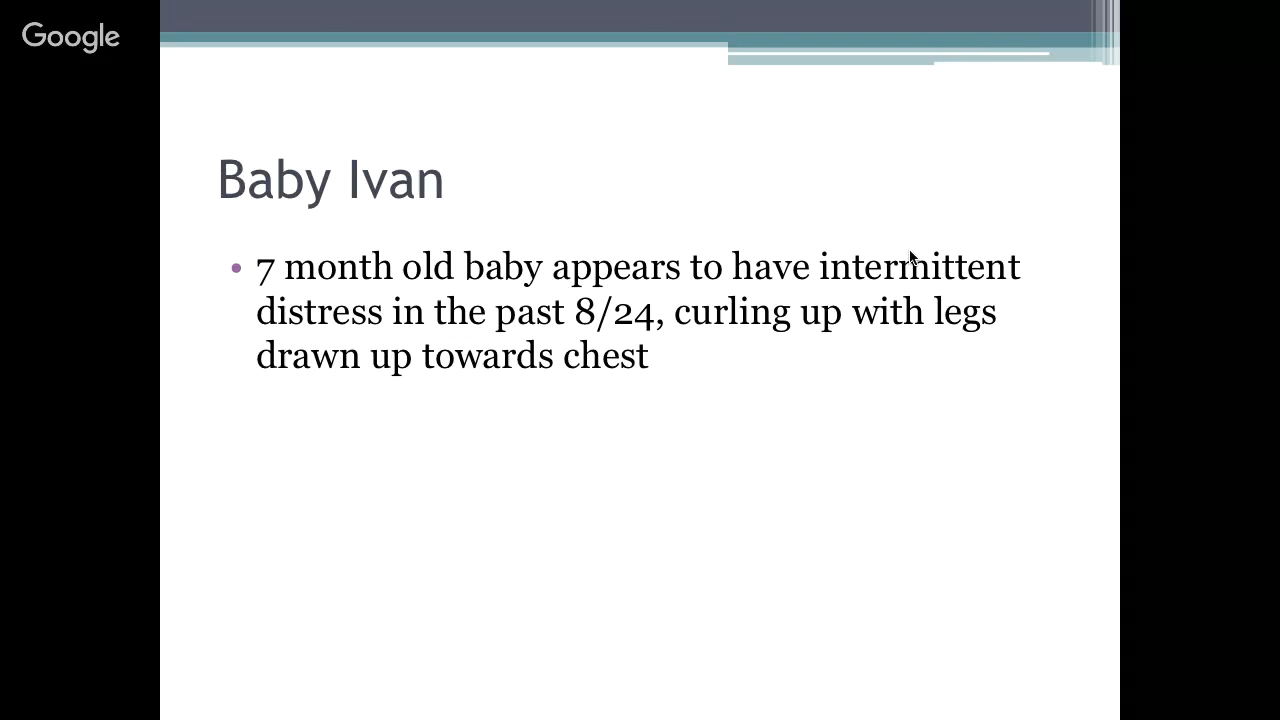 Google
Baby Ivan
• 7 month old baby appears to have intermittent
distress in the past 8/24, curling up with legs
drawn up towards chest